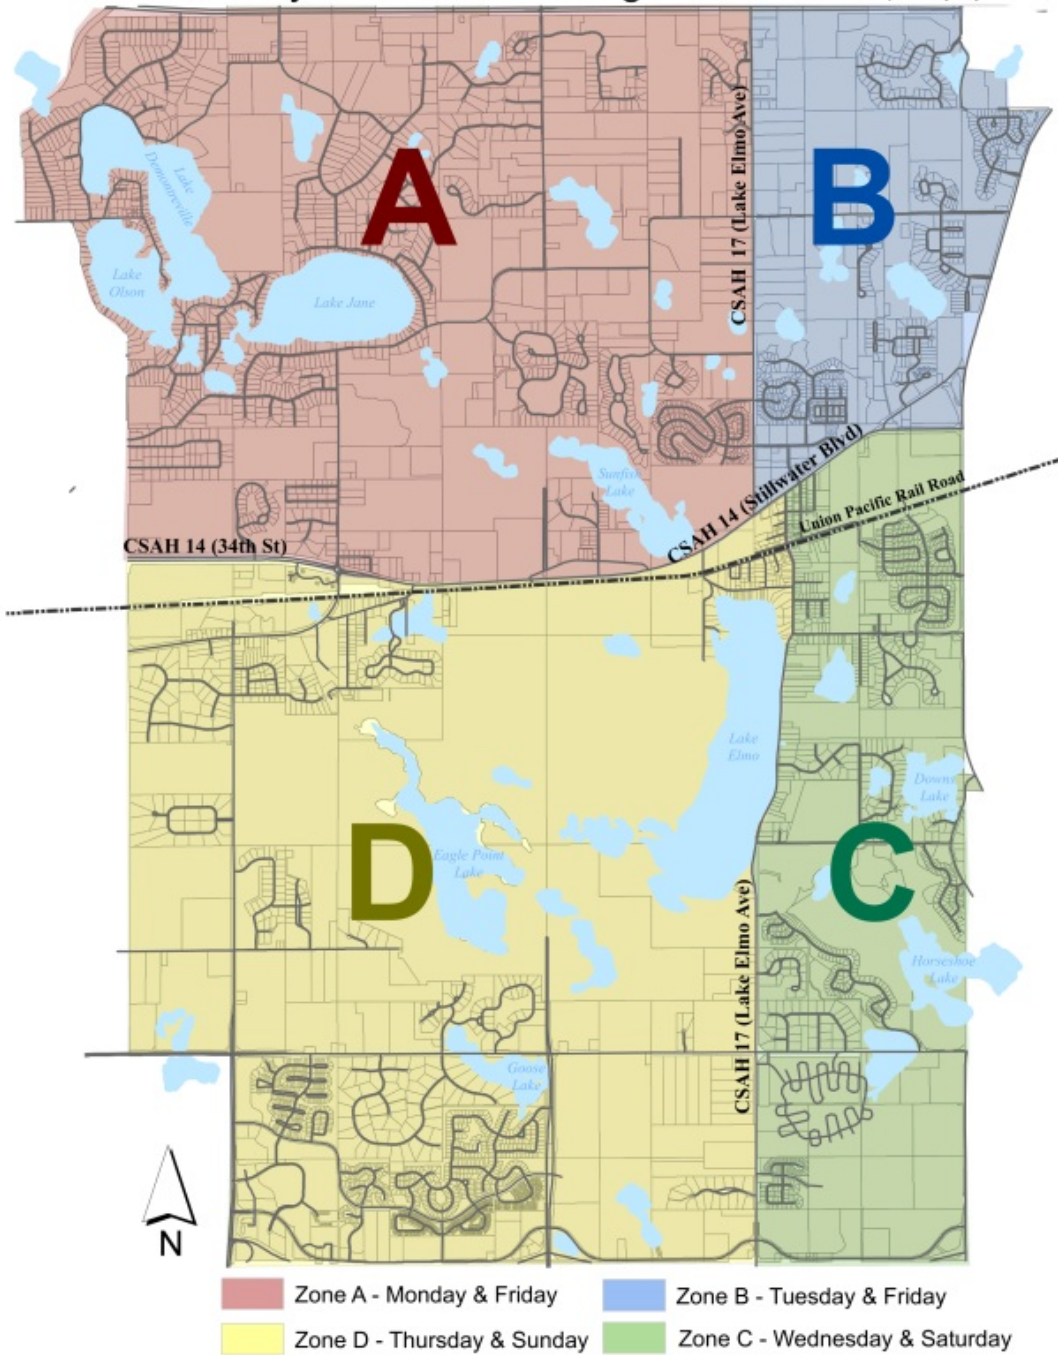 A
B
CSAH 17 (Lake Elmo Ave)
Lake
Demontreville
Lake
Olson
Lake Jane
Sunfish
Lake
CSAH 14 (Stillwater Blvd)
Union Pacific Rail Road
CSAH 14 (34th St)
Lake
Elmo
Downs
Lake
D
C
Eagle Point
Lake
CSAH 17 (Lake Elmo Ave)
Horseshoe
Lake
Goose
Lake
N
Zone A - Monday & Friday
Zone B - Tuesday & Friday
Zone D - Thursday & Sunday
Zone C - Wednesday & Saturday